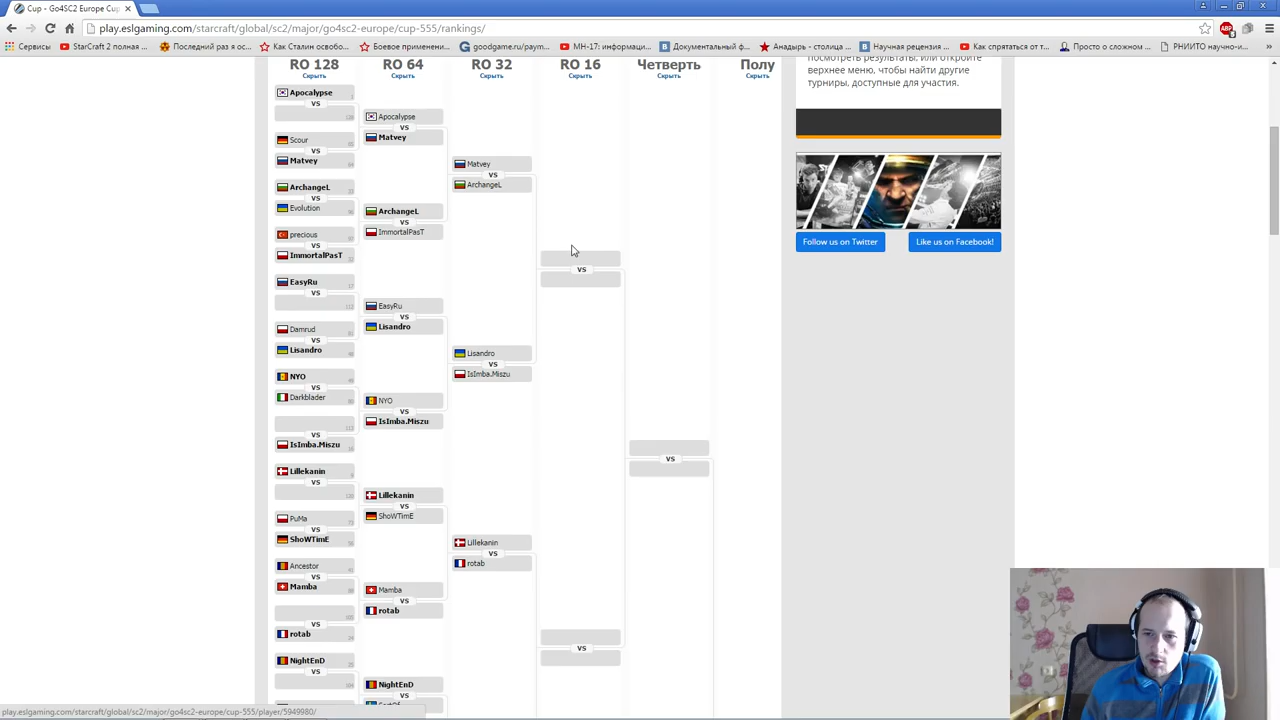 Cup - Go4SC2 Europe Cup
play.eslgaming.com/starcraft/global/sc2/major/go4sc2-europe/cup-555/rankings/
Сервисы
StarCraft 2 полная ...
Последний раз я ос...
Как Сталин освобо...
Боевое применени...
goodgame.ru/paym...
МН-17: информаци...
Документальный ф...
Анадырь - столица ...
Научная рецензия ...
Как спрятаться от т...
Просто о сложном ...
РНИИТО научно-и...
RO 128 RO 64 RO 32 RO 16 Четверть Полу
Скрыть Скрыть Скрыть Скрыть Скрыть Скрыть
Apocalypse
VS
Scour
VS
Matvey
ArchangeL
VS
Evolution
precious
VS
ImmortalPasT
EasyRu
VS
Damrud
VS
Lisandro
NYO
VS
Darkblader
VS
IsImba.Miszu
Lillekanin
VS
PuMa
VS
ShoWTimE
Ancestor
VS
Mamba
VS
rotab
NightEnD
VS
Apocalypse
VS
Matvey
ArchangeL
VS
ImmortalPasT
EasyRu
VS
Lisandro
NYO
VS
IsImba.Miszu
Lillekanin
VS
ShoWTimE
Mamba
VS
rotab
NightEnD
VS
Matvey
VS
ArchangeL
Lisandro
VS
IsImba.Miszu
Lillekanin
VS
rotab
VS
VS
VS
посмотреть результаты, или откройте
верхнее меню, чтобы найти другие
турниры, доступные для участия.
Follow us on Twitter
Like us on Facebook!
play.eslgaming.com/starcraft/global/sc2/major/go4sc2-europe/cup-555/player/5949980/